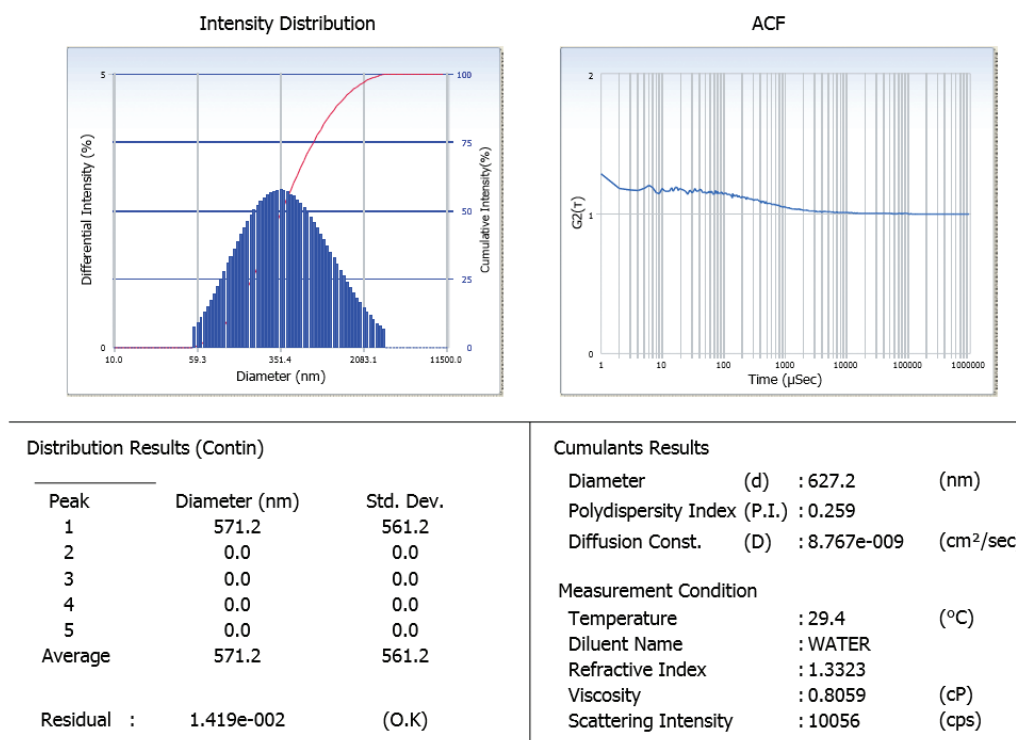 Intensity Distribution
5
0
Differential Intensity (%)
100
75
50
25
0
Cumulative Intensity(%)
10.0 59.3 351.4 2083.1 11500.0
Diameter (nm)
ACF
2
1
0
G2(τ)
1 10 100 1000 10000 100000 1000000
Time (µSec)
Distribution Results (Contin)
Peak Diameter (nm) Std. Dev.
1 571.2 561.2
2 0.0 0.0
3 0.0 0.0
4 0.0 0.0
5 0.0 0.0
Average 571.2 561.2
Residual : 1.419e-002 (O.K)
Cumulants Results
Diameter (d) : 627.2 (nm)
Polydispersity Index (P.I.) : 0.259
Diffusion Const. (D) : 8.767e-009 (cm²/sec
Measurement Condition
Temperature : 29.4 (°C)
Diluent Name : WATER
Refractive Index : 1.3323
Viscosity : 0.8059 (cP)
Scattering Intensity : 10056 (cps)